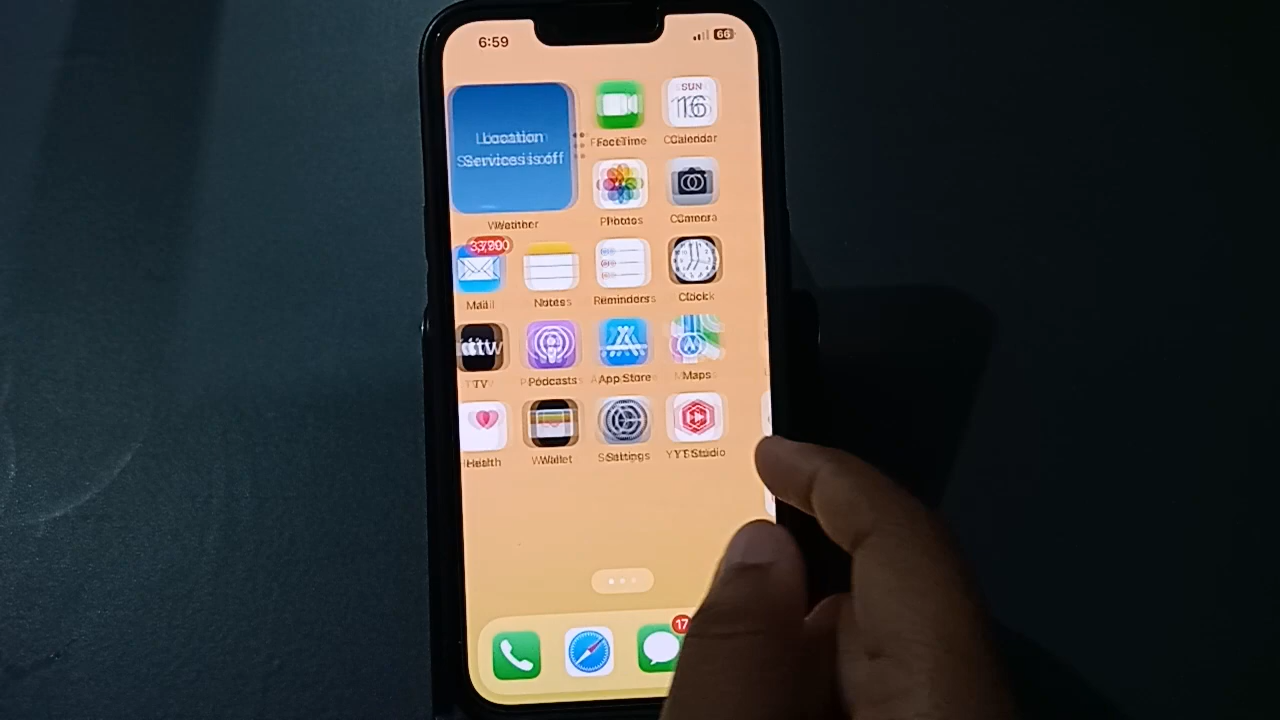 6:59
66
Location
Services is off
Weather
FaceTime
SUN
16
Calendar
Photos
Camera
Mail
Notes
Reminders
Clock
tv
TV
Podcasts
App Store
Maps
Health
Wallet
Settings
YT Studio
17